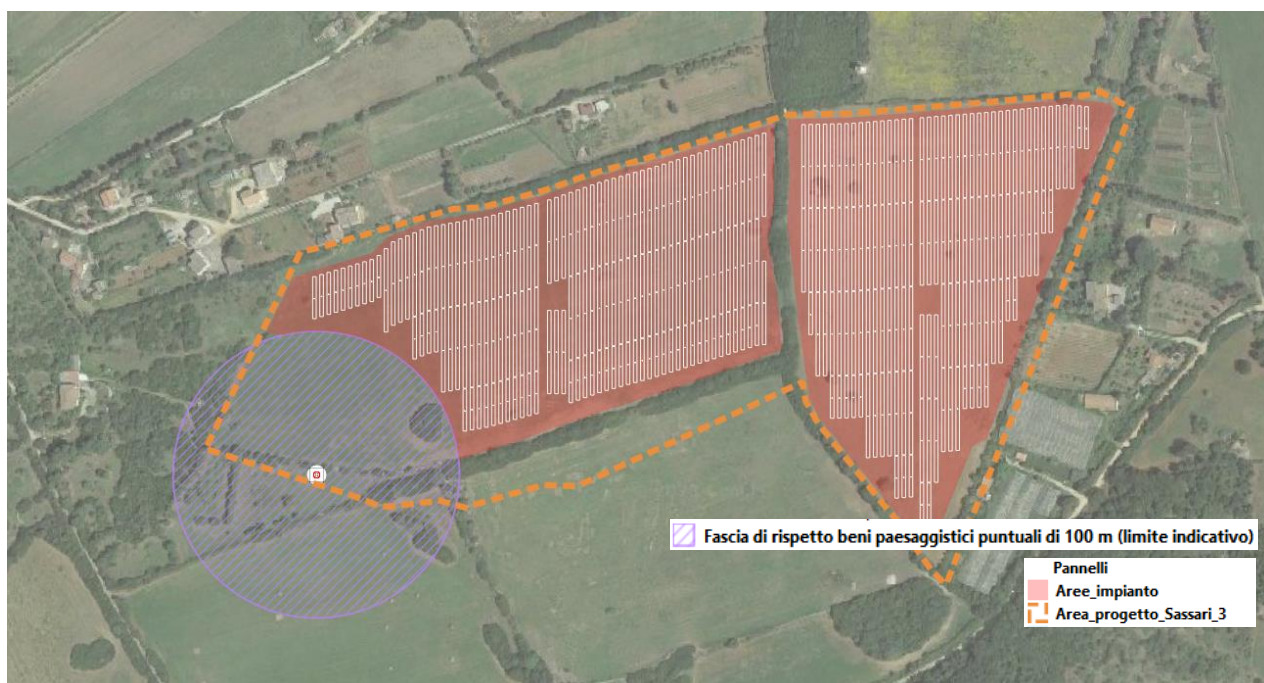 Fascia di rispetto beni paesaggistici puntuali di 100 m (limite indicativo)
Pannelli
Aree_impianto
Area_progetto_Sassari_3